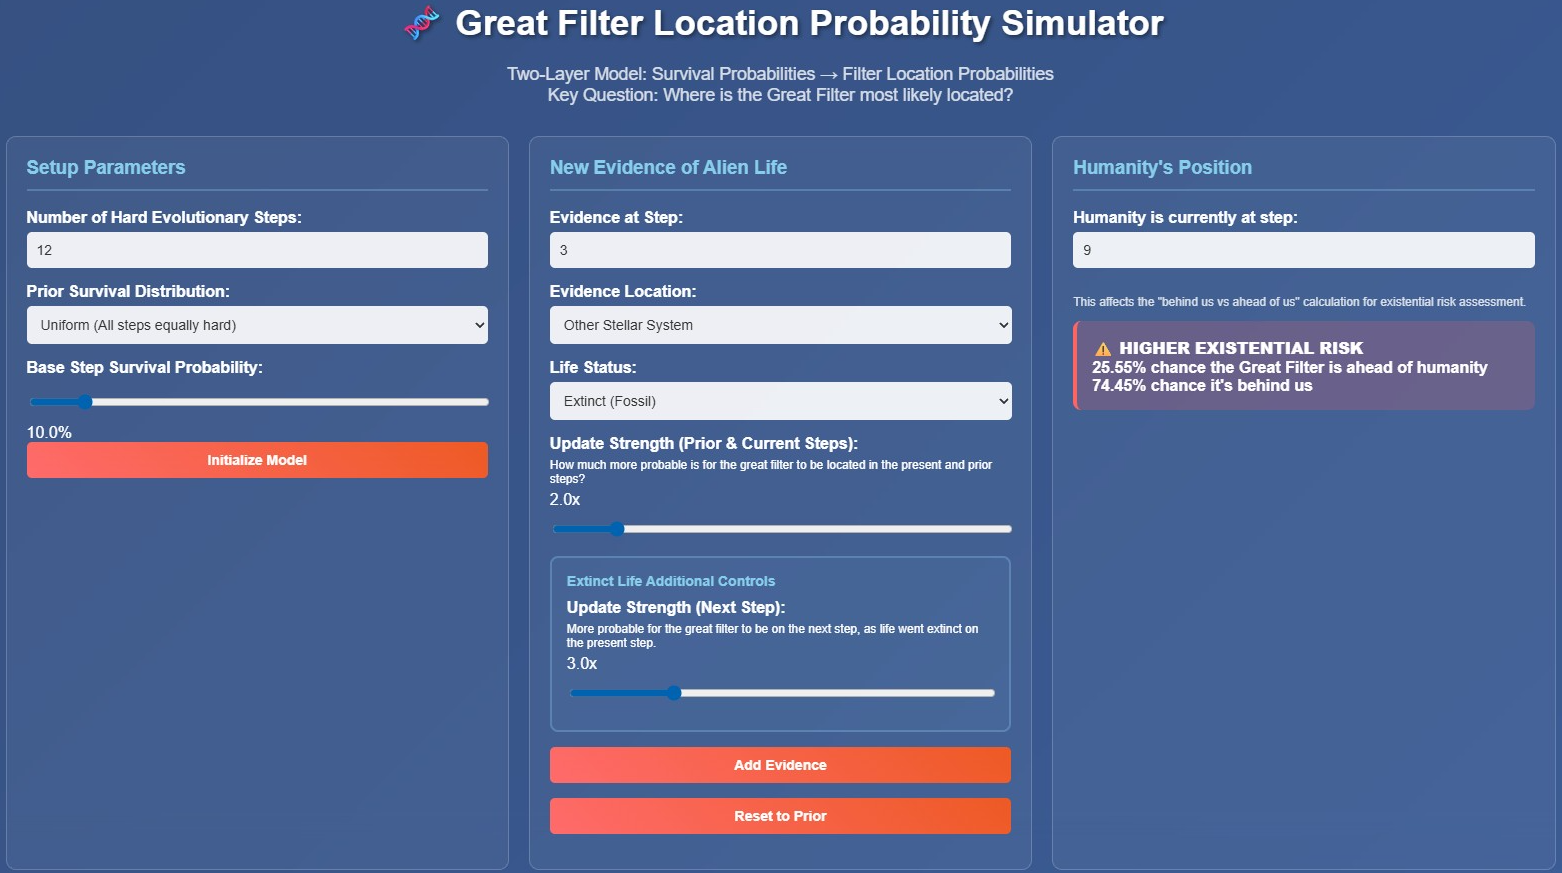 Great Filter Location Probability Simulator
Two-Layer Model: Survival Probabilities → Filter Location Probabilities
Key Question: Where is the Great Filter most likely located?
Setup Parameters
Number of Hard Evolutionary Steps:
12
Prior Survival Distribution:
Uniform (All steps equally hard)
Base Step Survival Probability:
10.0%
Initialize Model
New Evidence of Alien Life
Evidence at Step:
3
Evidence Location:
Other Stellar System
Life Status:
Extinct (Fossil)
Update Strength (Prior & Current Steps):
How much more probable is for the great filter to be located in the present and prior
steps?
2.0x
Extinct Life Additional Controls
Update Strength (Next Step):
More probable for the great filter to be on the next step, as life went extinct on
the present step.
3.0x
Add Evidence
Reset to Prior
Humanity's Position
Humanity is currently at step:
9
This affects the "behind us vs ahead of us" calculation for existential risk assessment.
⚠️ HIGHER EXISTENTIAL RISK
25.55% chance the Great Filter is ahead of humanity
74.45% chance it's behind us